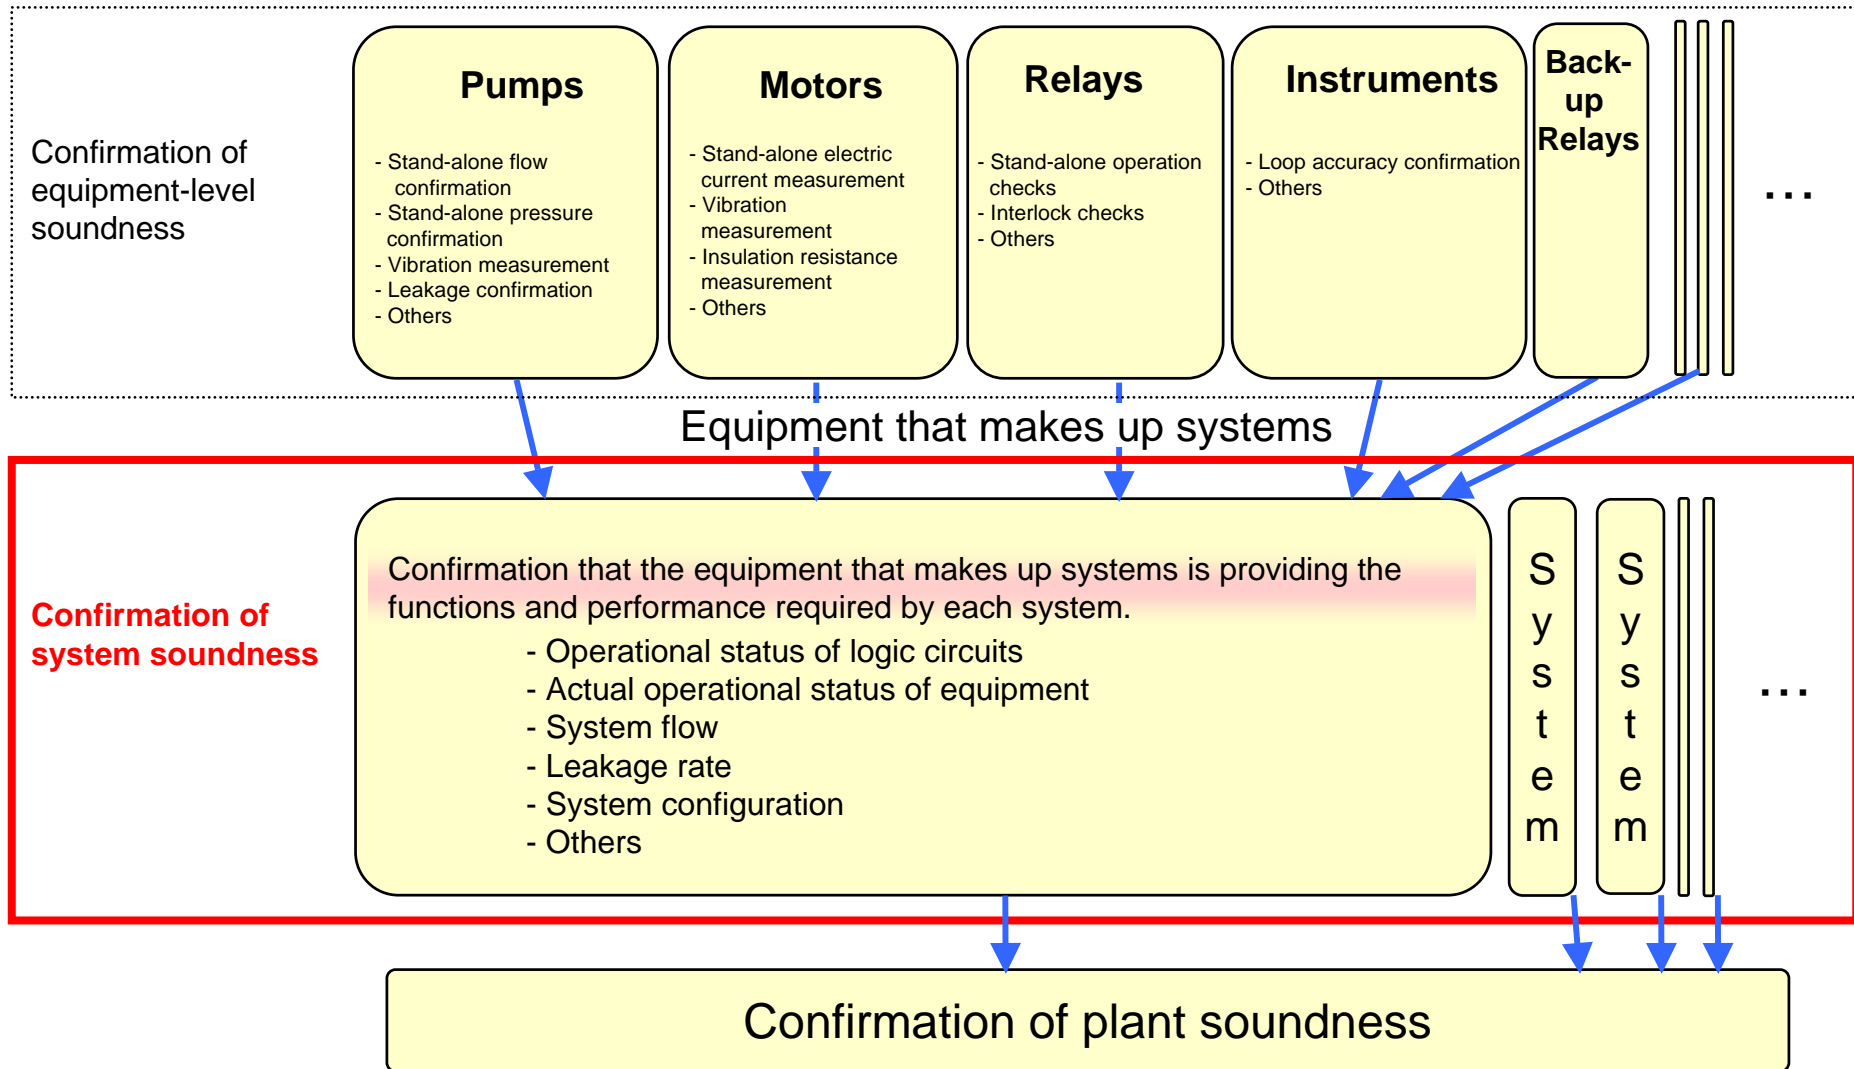 Confirmation of
equipment-level
soundness
Pumps
- Stand-alone flow
confirmation
- Stand-alone pressure
confirmation
- Vibration measurement
- Leakage confirmation
- Others
Motors
- Stand-alone electric
current measurement
- Vibration
measurement
- Insulation resistance
measurement
- Others
Relays
- Stand-alone operation
checks
- Interlock checks
- Others
Instruments
- Loop accuracy confirmation
- Others
Back-
up
Relays
...
Equipment that makes up systems
Confirmation of
system soundness
Confirmation that the equipment that makes up systems is providing the
functions and performance required by each system.
- Operational status of logic circuits
- Actual operational status of equipment
- System flow
- Leakage rate
- System configuration
- Others
System
System
...
Confirmation of plant soundness